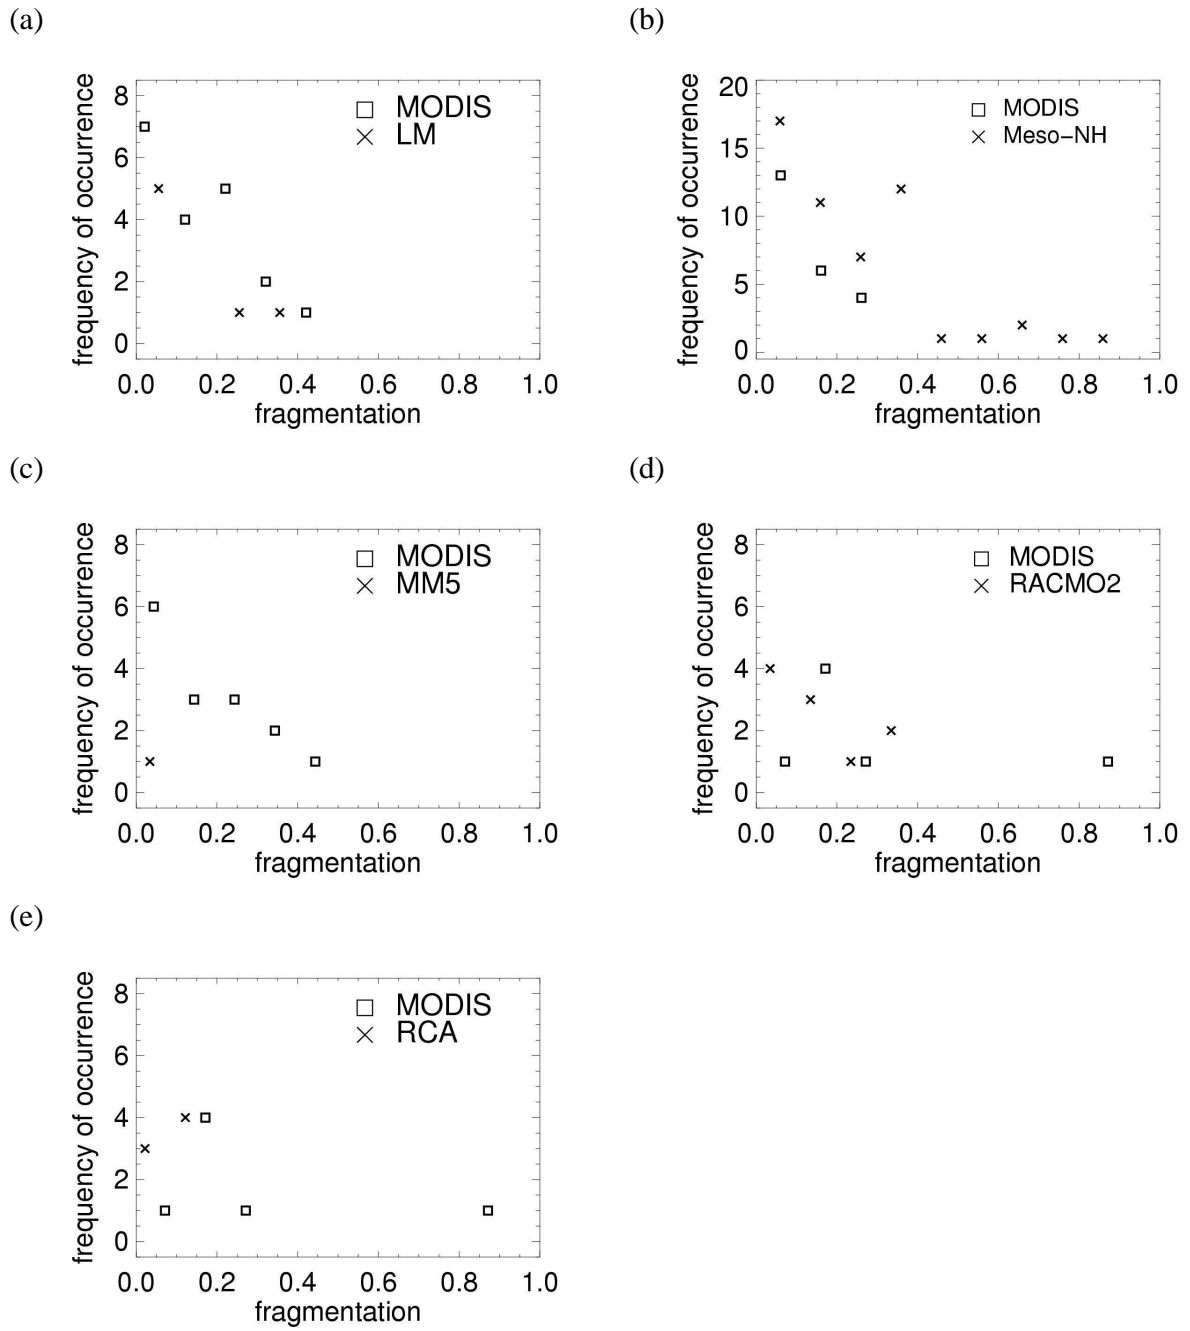 (a)
frequency of occurrence
8
6
4
2
0
MODIS
LM
0.0 0.2 0.4 0.6 0.8 1.0
fragmentation
(b)
frequency of occurrence
20
15
10
5
0
MODIS
Meso-NH
0.0 0.2 0.4 0.6 0.8 1.0
fragmentation
(c)
frequency of occurrence
8
6
4
2
0
MODIS
MM5
0.0 0.2 0.4 0.6 0.8 1.0
fragmentation
(d)
frequency of occurrence
8
6
4
2
0
MODIS
RACMO2
0.0 0.2 0.4 0.6 0.8 1.0
fragmentation
(e)
frequency of occurrence
8
6
4
2
0
MODIS
RCA
0.0 0.2 0.4 0.6 0.8 1.0
fragmentation